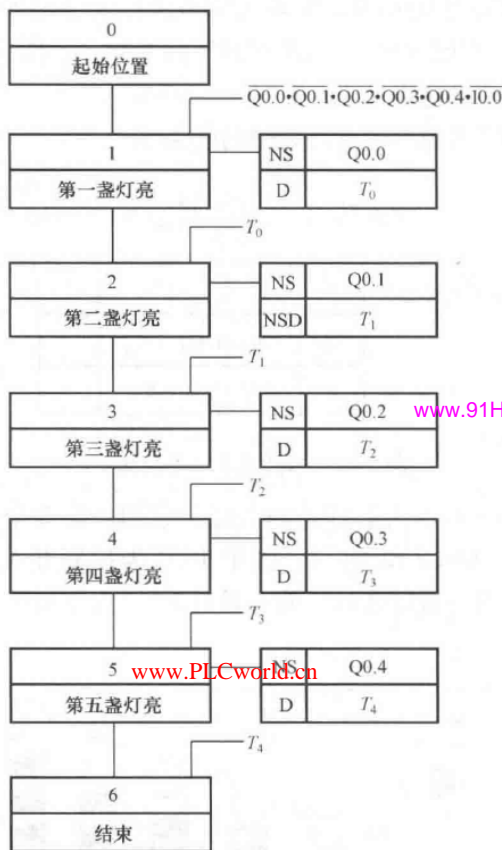 0
起始位置
Q0.0•Q0.1•Q0.2•Q0.3•Q0.4•I0.0
1
NS Q0.0
第一盏灯亮
D T₀
T₀
2
NS Q0.1
第二盏灯亮
NSD T₁
T₁
3
NS Q0.2
www.91H
第三盏灯亮
D T₂
T₂
4
NS Q0.3
第四盏灯亮
D T₃
T₃
5
www.PLCworld.cn
NS Q0.4
第五盏灯亮
D T₄
T₄
6
结束